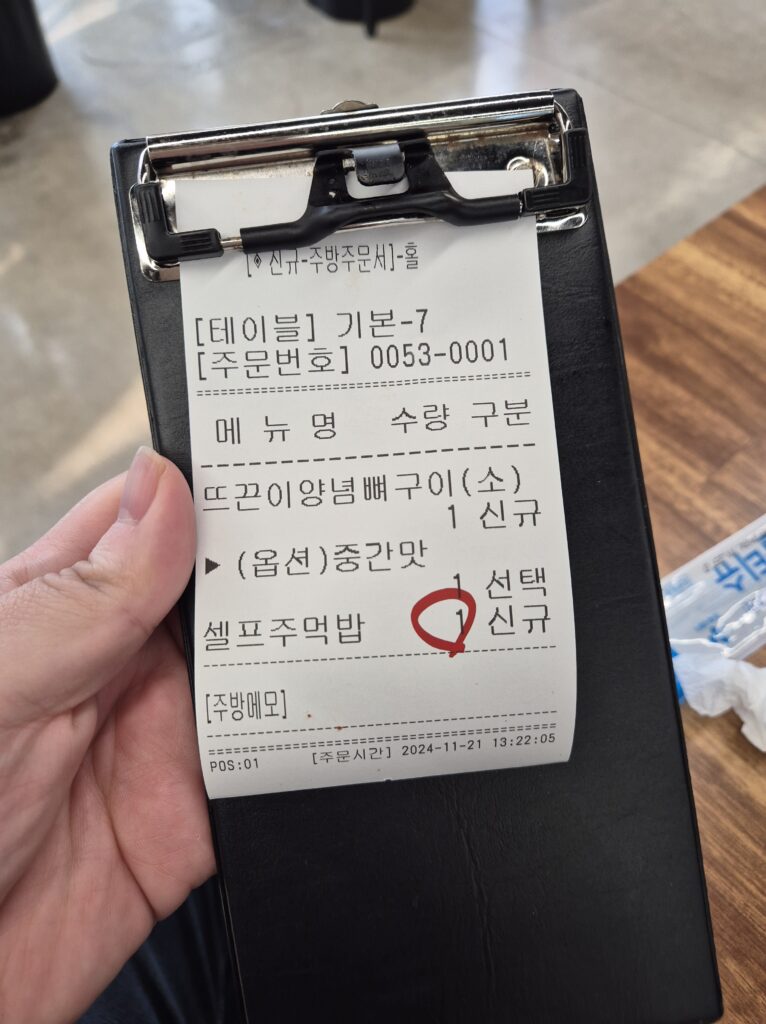 [◈ 신규-주방주문서]-홀
[테이블] 기본-7
[주문번호] 0053-0001
메 뉴 명 수량 구분
뜨끈이양념뼈구이(소)
1 신규
▶ (옵션)중간맛
1 선택
셀프주먹밥 1 신규
[주방메모]
POS:01 [주문시간] 2024-11-21 13:22:05
물티슈